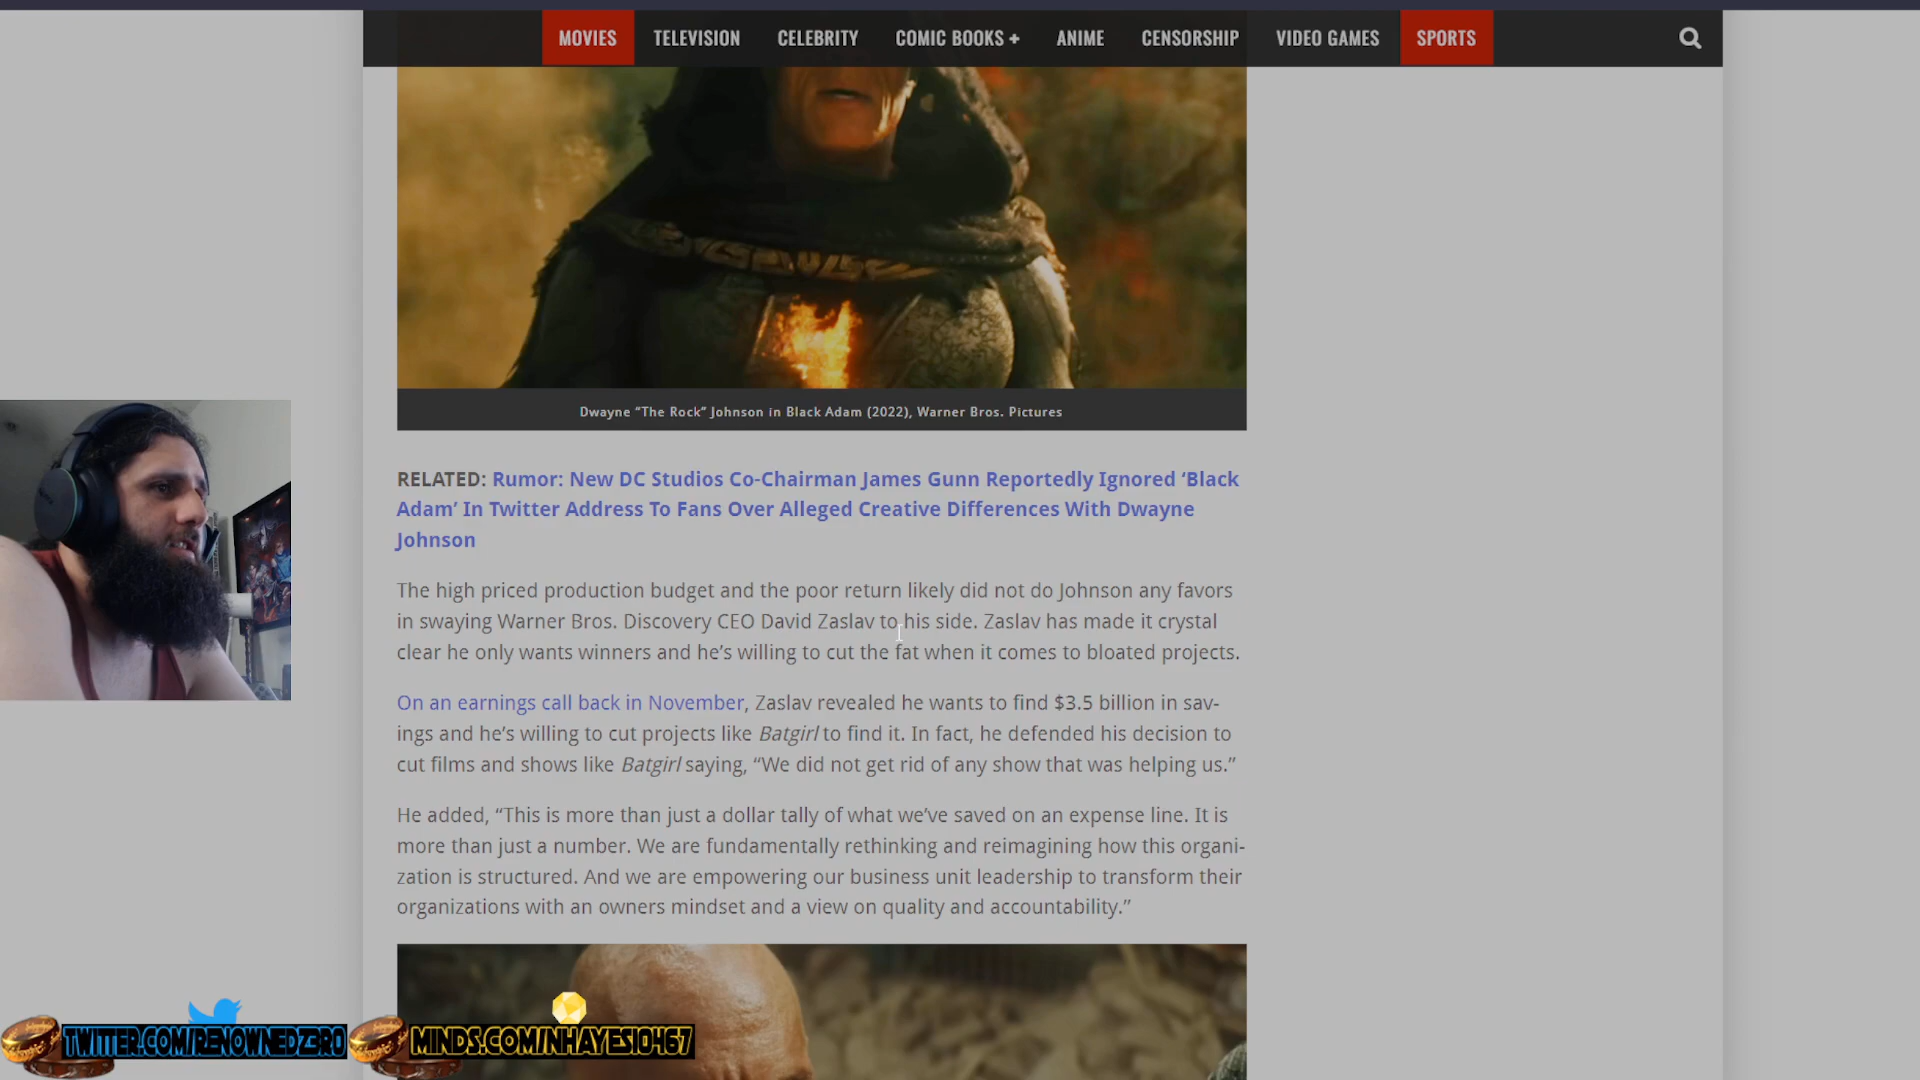 MOVIES TELEVISION CELEBRITY COMIC BOOKS + ANIME CENSORSHIP VIDEO GAMES SPORTS
Dwayne “The Rock” Johnson in Black Adam (2022), Warner Bros. Pictures
RELATED: Rumor: New DC Studios Co-Chairman James Gunn Reportedly Ignored ‘Black
Adam’ In Twitter Address To Fans Over Alleged Creative Differences With Dwayne
Johnson
The high priced production budget and the poor return likely did not do Johnson any favors
in swaying Warner Bros. Discovery CEO David Zaslav to his side. Zaslav has made it crystal
clear he only wants winners and he’s willing to cut the fat when it comes to bloated projects.
On an earnings call back in November, Zaslav revealed he wants to find $3.5 billion in sav-
ings and he’s willing to cut projects like Batgirl to find it. In fact, he defended his decision to
cut films and shows like Batgirl saying, “We did not get rid of any show that was helping us.”
He added, “This is more than just a dollar tally of what we’ve saved on an expense line. It is
more than just a number. We are fundamentally rethinking and reimagining how this organi-
zation is structured. And we are empowering our business unit leadership to transform their
organizations with an owners mindset and a view on quality and accountability.”
TWITTER.COM/RENOWNEDZ3R0 MINDS.COM/NHAYES10467